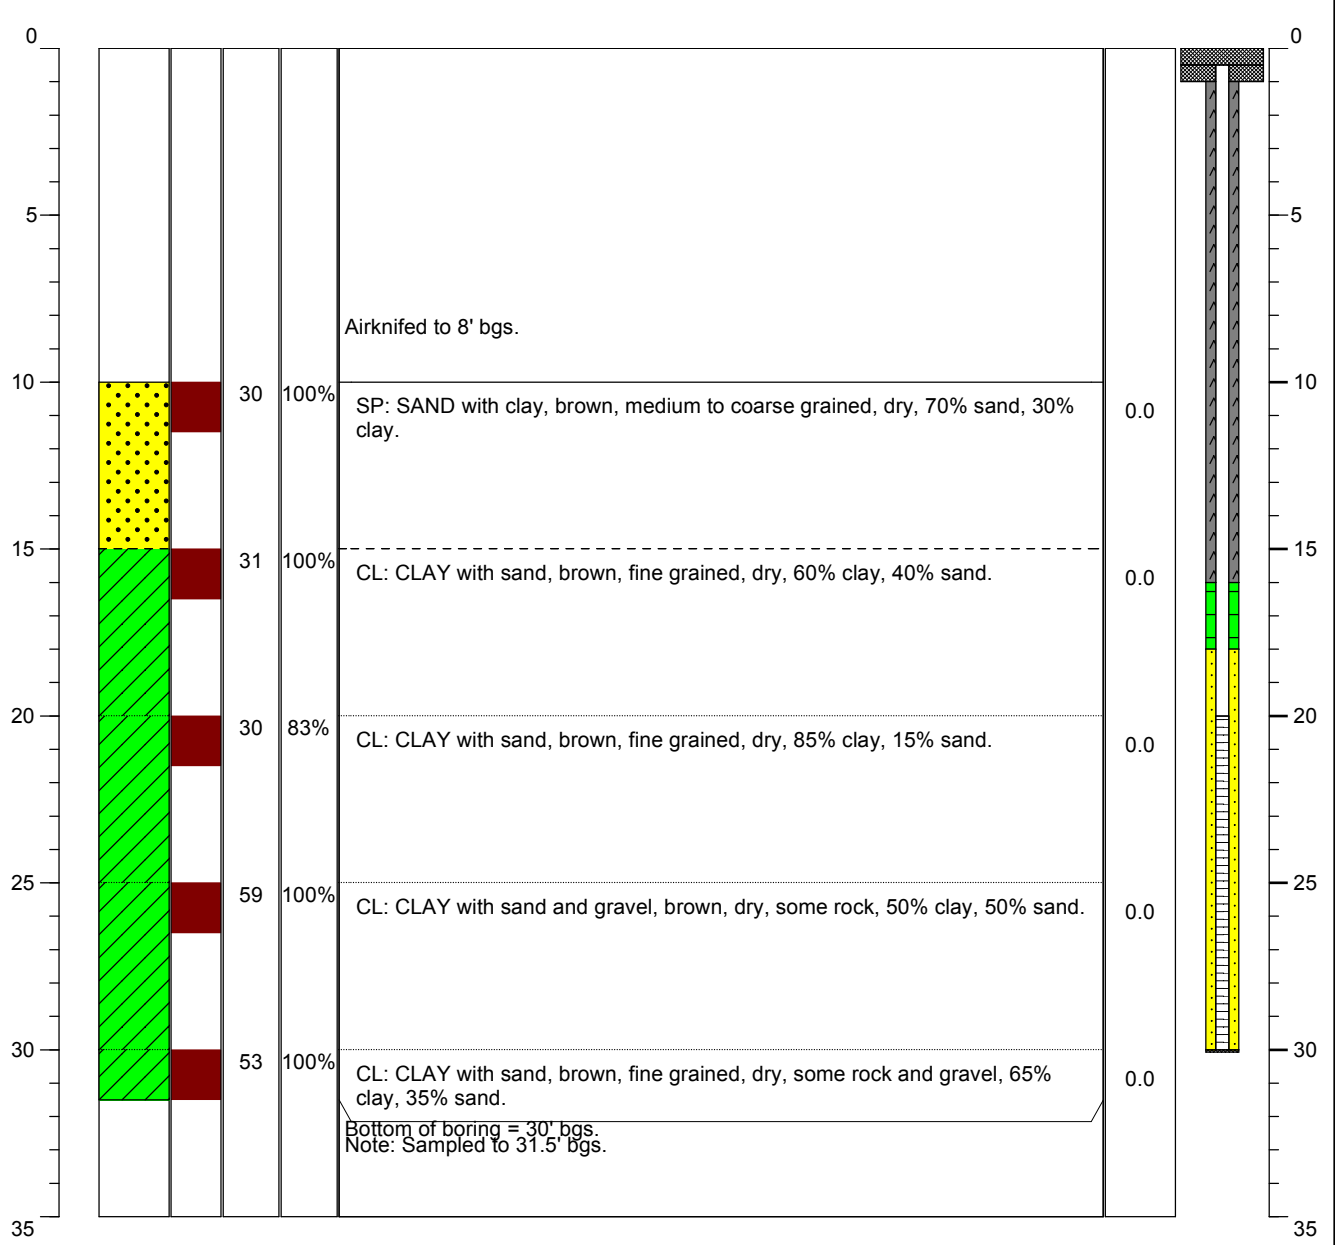 0 0
5 5
Airknifed to 8' bgs.
10 30 100% 10
SP: SAND with clay, brown, medium to coarse grained, dry, 70% sand, 30% 0.0
clay.
15 31 100% 15
CL: CLAY with sand, brown, fine grained, dry, 60% clay, 40% sand. 0.0
20 30 83% 20
CL: CLAY with sand, brown, fine grained, dry, 85% clay, 15% sand. 0.0
25 59 100% 25
CL: CLAY with sand and gravel, brown, dry, some rock, 50% clay, 50% sand. 0.0
30 53 100% 30
CL: CLAY with sand, brown, fine grained, dry, some rock and gravel, 65% 0.0
clay, 35% sand.
Bottom of boring = 30' bgs.
Note: Sampled to 31.5' bgs.
35 35